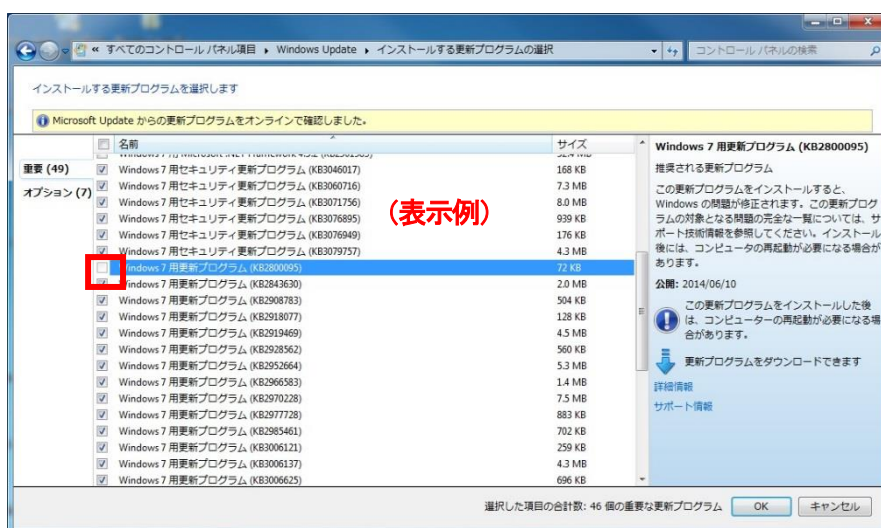 « すべてのコントロール パネル項目 ▸ Windows Update ▸ インストールする更新プログラムの選択
コントロール パネルの検索
インストールする更新プログラムを選択します
Microsoft Update からの更新プログラムをオンラインで確認しました。
名前 サイズ
重要 (49)
オプション (7)
Windows 7 用セキュリティ更新プログラム (KB3046017) 168 KB
Windows 7 用セキュリティ更新プログラム (KB3060716) 7.3 MB
Windows 7 用セキュリティ更新プログラム (KB3071756) 8.0 MB
Windows 7 用セキュリティ更新プログラム (KB3076895) 939 KB
Windows 7 用セキュリティ更新プログラム (KB3076949) 176 KB
Windows 7 用セキュリティ更新プログラム (KB3079757) 4.3 MB
Windows 7 用更新プログラム (KB2800095) 72 KB
Windows 7 用更新プログラム (KB2843630) 2.0 MB
Windows 7 用更新プログラム (KB2908783) 504 KB
Windows 7 用更新プログラム (KB2918077) 128 KB
Windows 7 用更新プログラム (KB2919469) 4.5 MB
Windows 7 用更新プログラム (KB2928562) 560 KB
Windows 7 用更新プログラム (KB2952664) 5.3 MB
Windows 7 用更新プログラム (KB2966583) 1.4 MB
Windows 7 用更新プログラム (KB2970228) 7.5 MB
Windows 7 用更新プログラム (KB2977728) 883 KB
Windows 7 用更新プログラム (KB2985461) 702 KB
Windows 7 用更新プログラム (KB3006121) 259 KB
Windows 7 用更新プログラム (KB3006137) 4.3 MB
Windows 7 用更新プログラム (KB3006625) 696 KB
(表示例)
Windows 7 用更新プログラム (KB2800095)
推奨される更新プログラム
この更新プログラムをインストールすると、
Windows の問題が修正されます。この更新プログ
ラムの対象となる問題の完全な一覧については、サ
ポート技術情報を参照してください。インストール
後には、コンピュータの再起動が必要になる場合が
あります。
公開: 2014/06/10
この更新プログラムをインストールした後
は、コンピューターの再起動が必要になる場
合があります。
更新プログラムをダウンロードできます
詳細情報
サポート情報
選択した項目の合計数: 46 個の重要な更新プログラム
OK
キャンセル